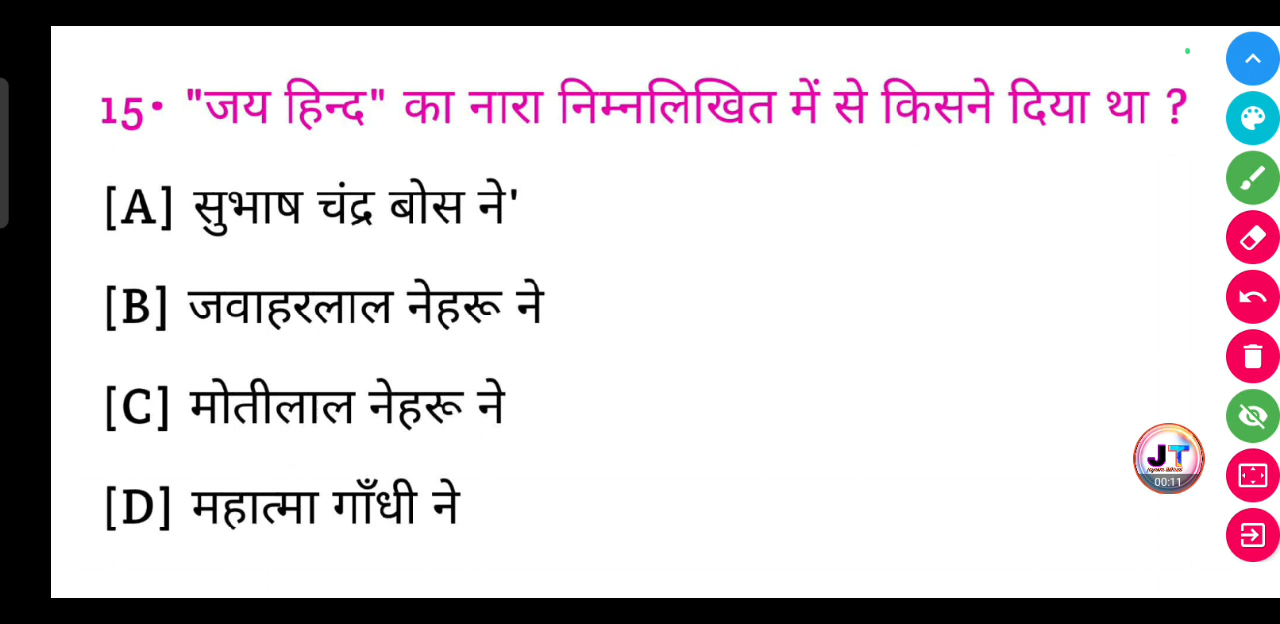 15• "जय हिन्द" का नारा निम्नलिखित में से किसने दिया था ?
[A] सुभाष चंद्र बोस ने'
[B] जवाहरलाल नेहरू ने
[C] मोतीलाल नेहरू ने
[D] महात्मा गाँधी ने
JT
00:11